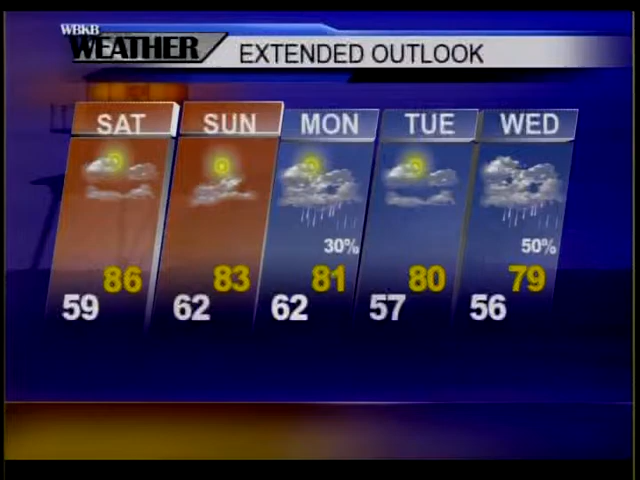 WBKB
WEATHER
EXTENDED OUTLOOK
SAT SUN MON TUE WED
30% 50%
86 83 81 80 79
59 62 62 57 56